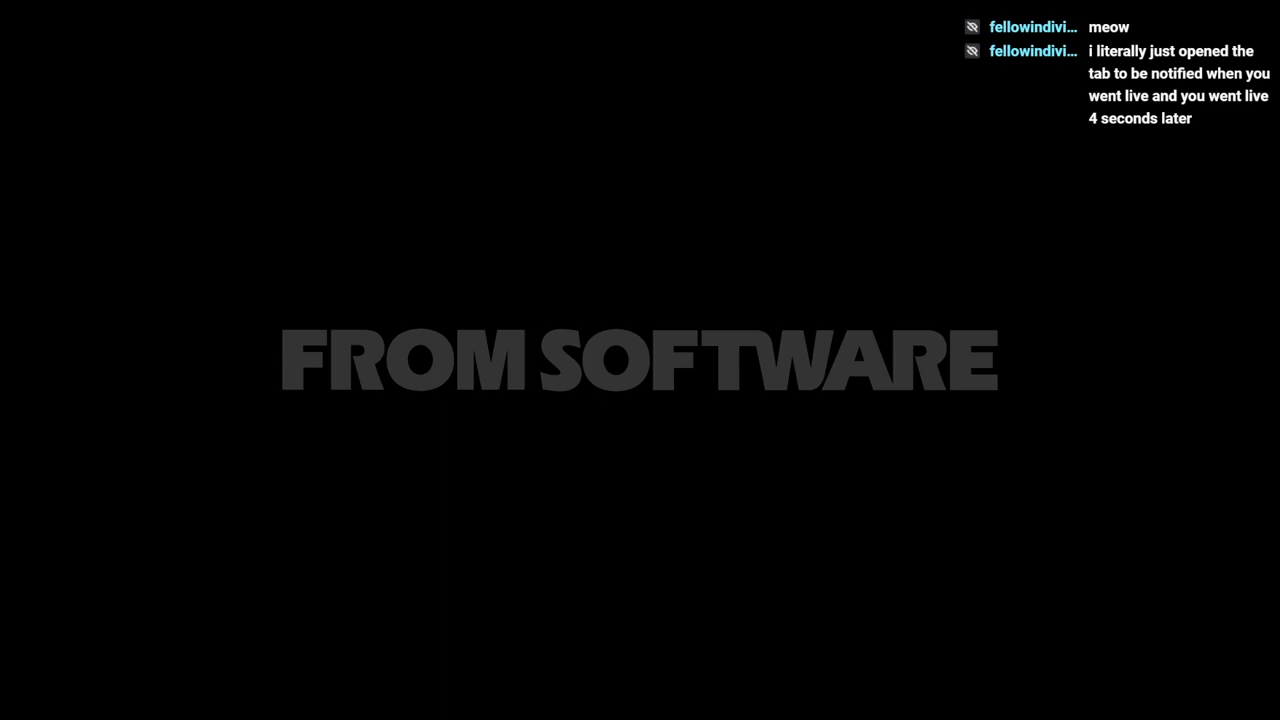 fellowindivi... meow
fellowindivi... i literally just opened the
tab to be notified when you
went live and you went live
4 seconds later
FROM SOFTWARE